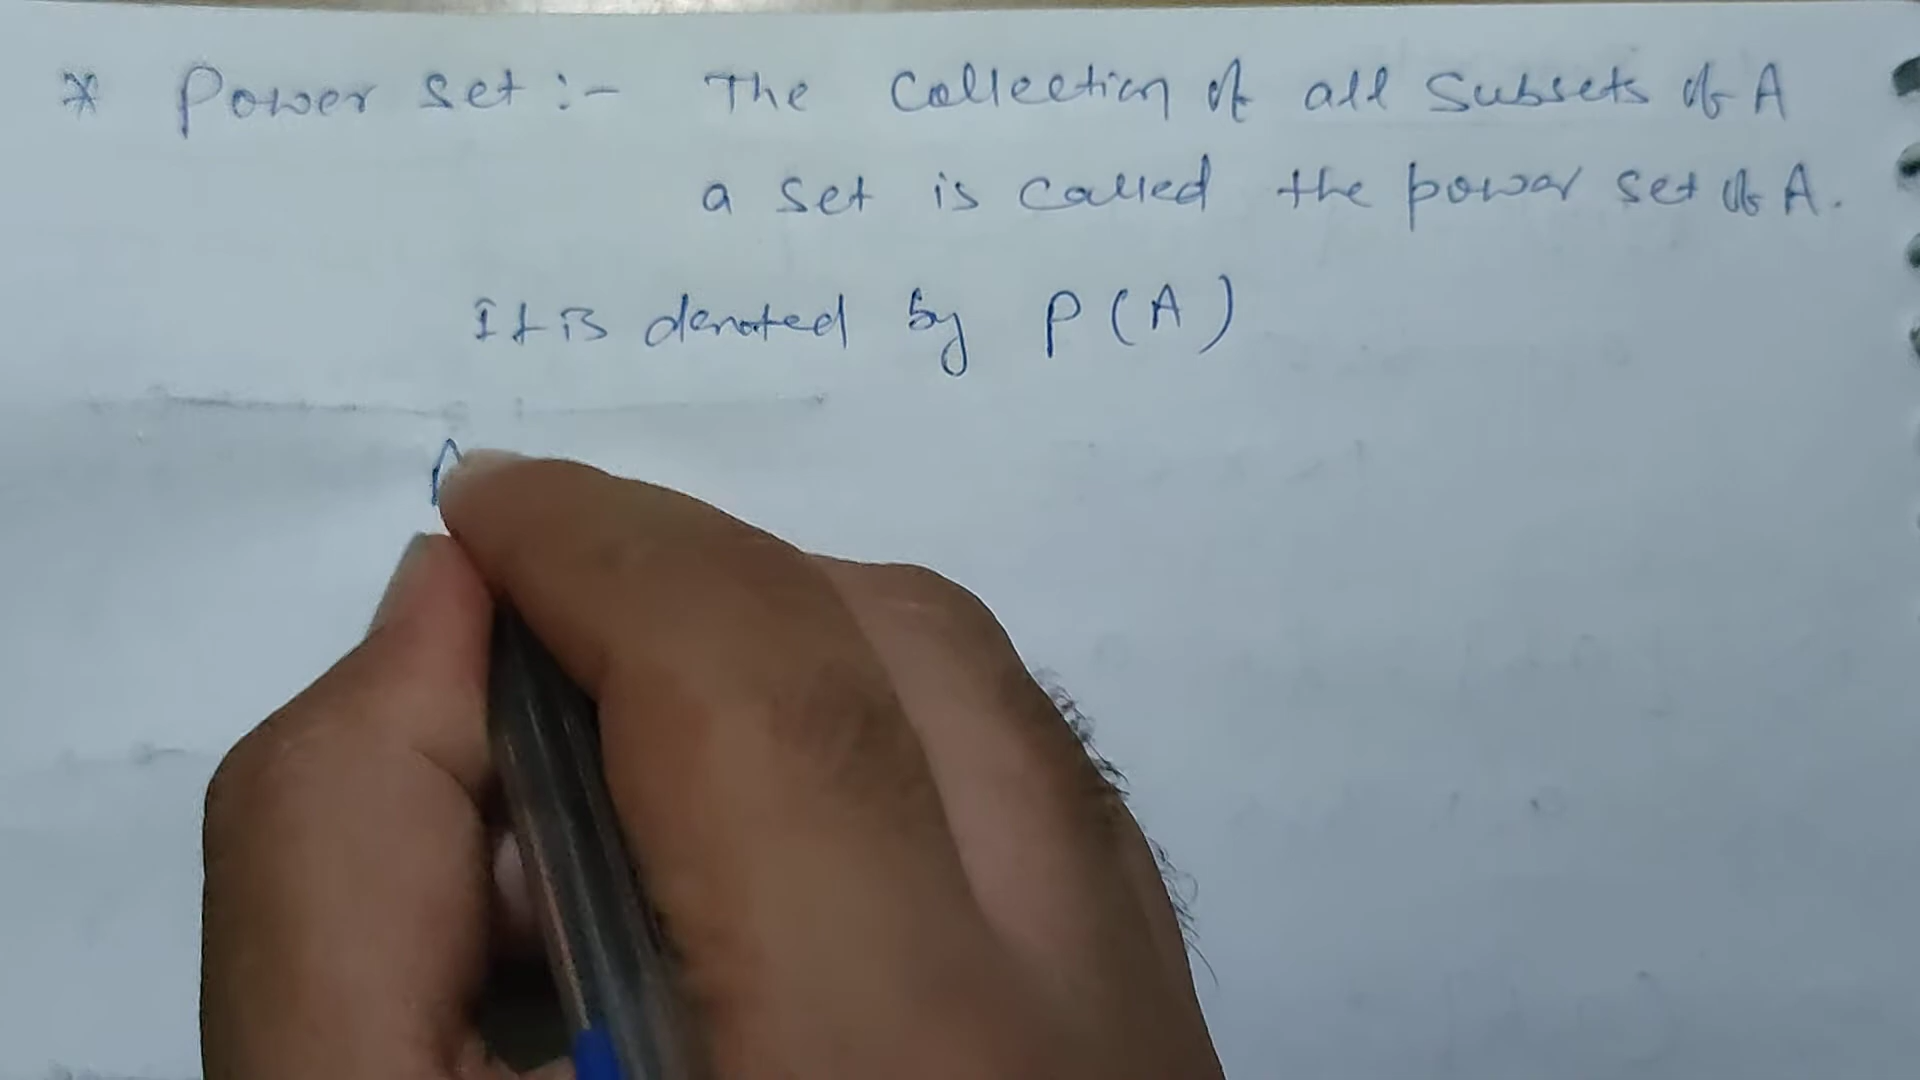 * Power set :- The Collection of all Subsets of A
a set is called the power set of A.
It is denoted by P(A)
A